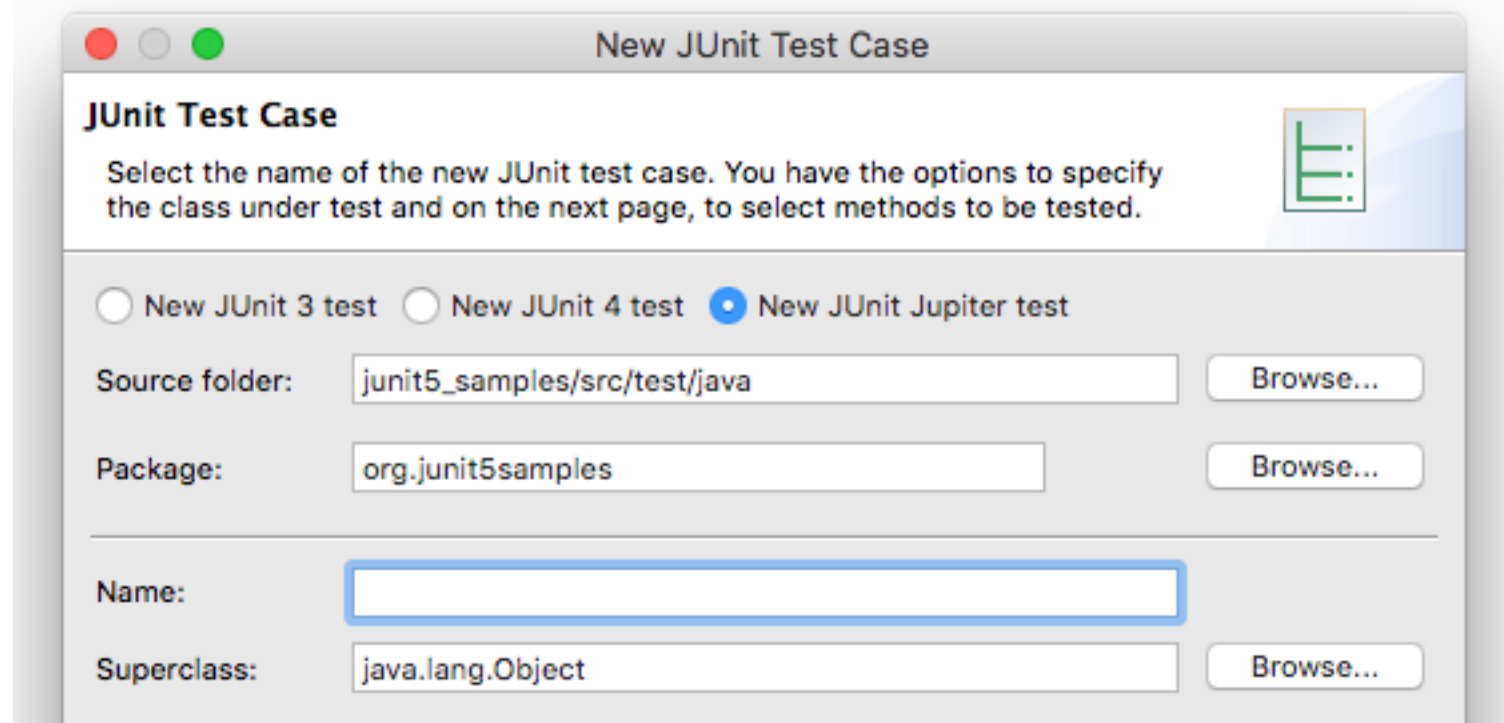 New JUnit Test Case
JUnit Test Case
Select the name of the new JUnit test case. You have the options to specify
the class under test and on the next page, to select methods to be tested.
New JUnit 3 test New JUnit 4 test New JUnit Jupiter test
Source folder: junit5_samples/src/test/java Browse...
Package: org.junit5samples Browse...
Name:
Superclass: java.lang.Object Browse...